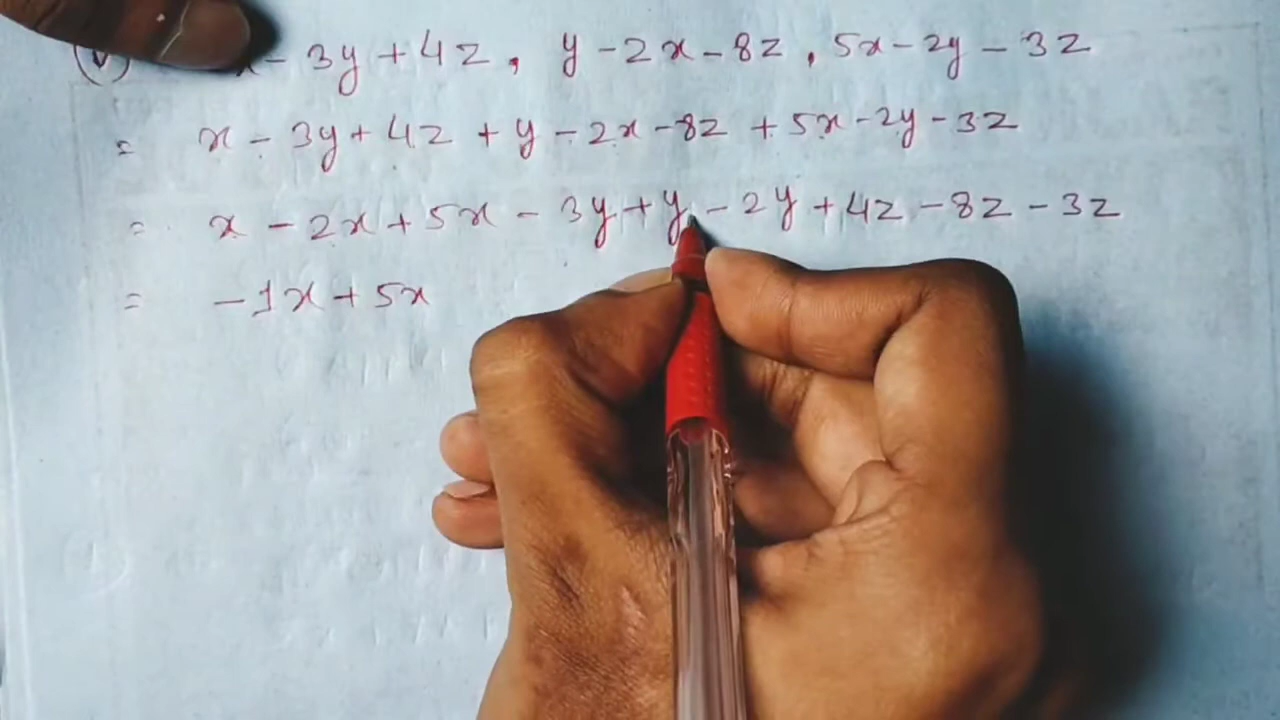 (v) x - 3y + 4z , y - 2x - 8z , 5x - 2y - 3z
= x - 3y + 4z + y - 2x - 8z + 5x - 2y - 3z
= x - 2x + 5x - 3y + y - 2y + 4z - 8z - 3z
= - 1x + 5x